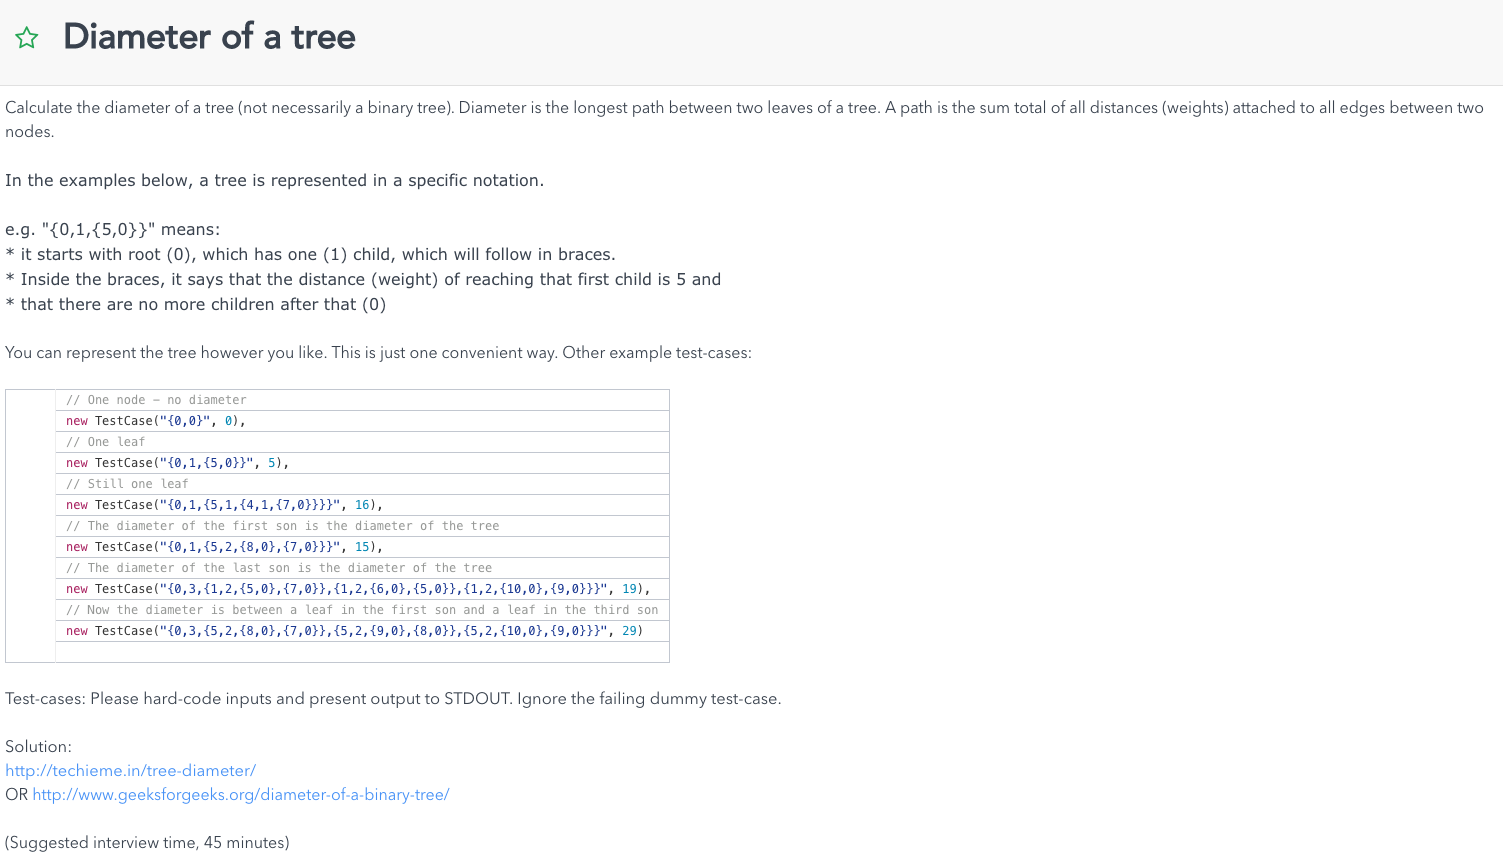 Diameter of a tree
Calculate the diameter of a tree (not necessarily a binary tree). Diameter is the longest path between two leaves of a tree. A path is the sum total of all distances (weights) attached to all edges between two
nodes.
In the examples below, a tree is represented in a specific notation.
e.g. "{0,1,{5,0}}" means:
* it starts with root (0), which has one (1) child, which will follow in braces.
* Inside the braces, it says that the distance (weight) of reaching that first child is 5 and
* that there are no more children after that (0)
You can represent the tree however you like. This is just one convenient way. Other example test-cases:
// One node – no diameter
new TestCase("{0,0}", 0),
// One leaf
new TestCase("{0,1,{5,0}}", 5),
// Still one leaf
new TestCase("{0,1,{5,1,{4,1,{7,0}}}}", 16),
// The diameter of the first son is the diameter of the tree
new TestCase("{0,1,{5,2,{8,0},{7,0}}}", 15),
// The diameter of the last son is the diameter of the tree
new TestCase("{0,3,{1,2,{5,0},{7,0}},{1,2,{6,0},{5,0}},{1,2,{10,0},{9,0}}}", 19),
// Now the diameter is between a leaf in the first son and a leaf in the third son
new TestCase("{0,3,{5,2,{8,0},{7,0}},{5,2,{9,0},{8,0}},{5,2,{10,0},{9,0}}}", 29)
Test-cases: Please hard-code inputs and present output to STDOUT. Ignore the failing dummy test-case.
Solution:
http://techieme.in/tree-diameter/
OR http://www.geeksforgeeks.org/diameter-of-a-binary-tree/
(Suggested interview time, 45 minutes)